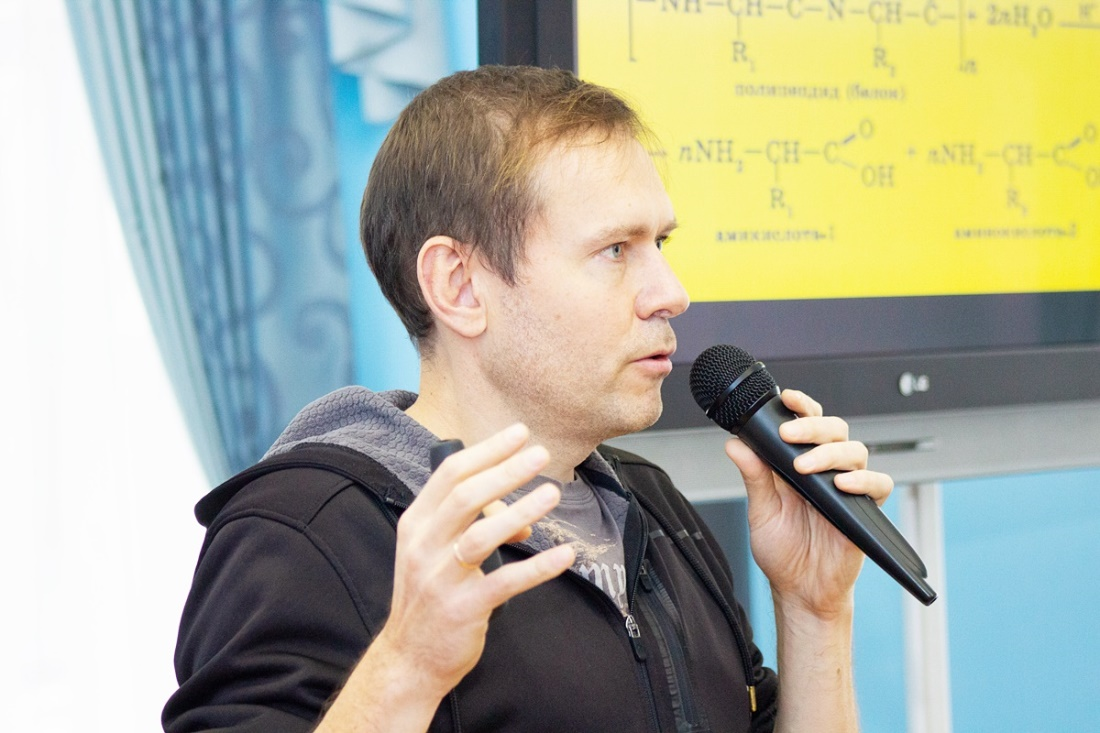 —NH—CH—C—N—CH—C— + 2nH₂O H⁺
R₁ R₂ n
полипептид (белок)
nNH₂—CH—C O OH + nNH₂—CH—C O O
R₁ R₂
аминокислота 1 аминокислота 2
LG